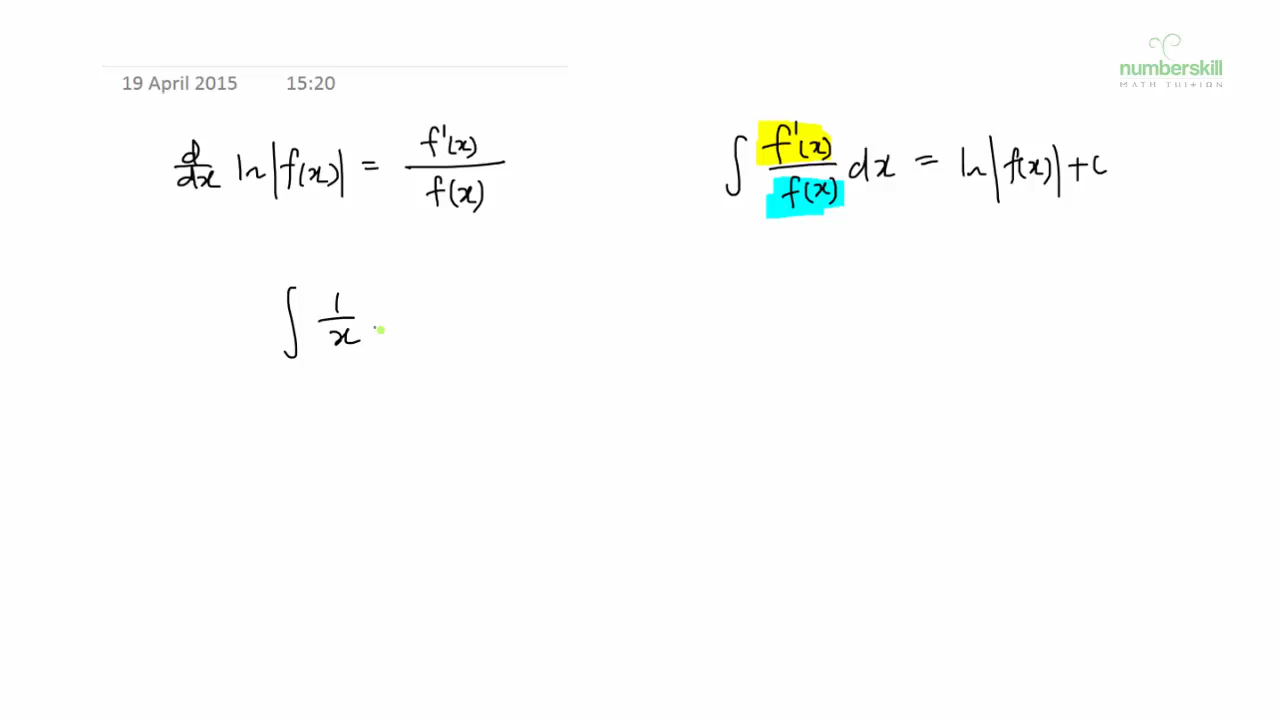 numberskill
MATH TUITION
19 April 2015 15:20
d/dx ln|f(x)| = f'(x)/f(x)
∫ f'(x)/f(x) dx = ln|f(x)| + c
∫ 1/x